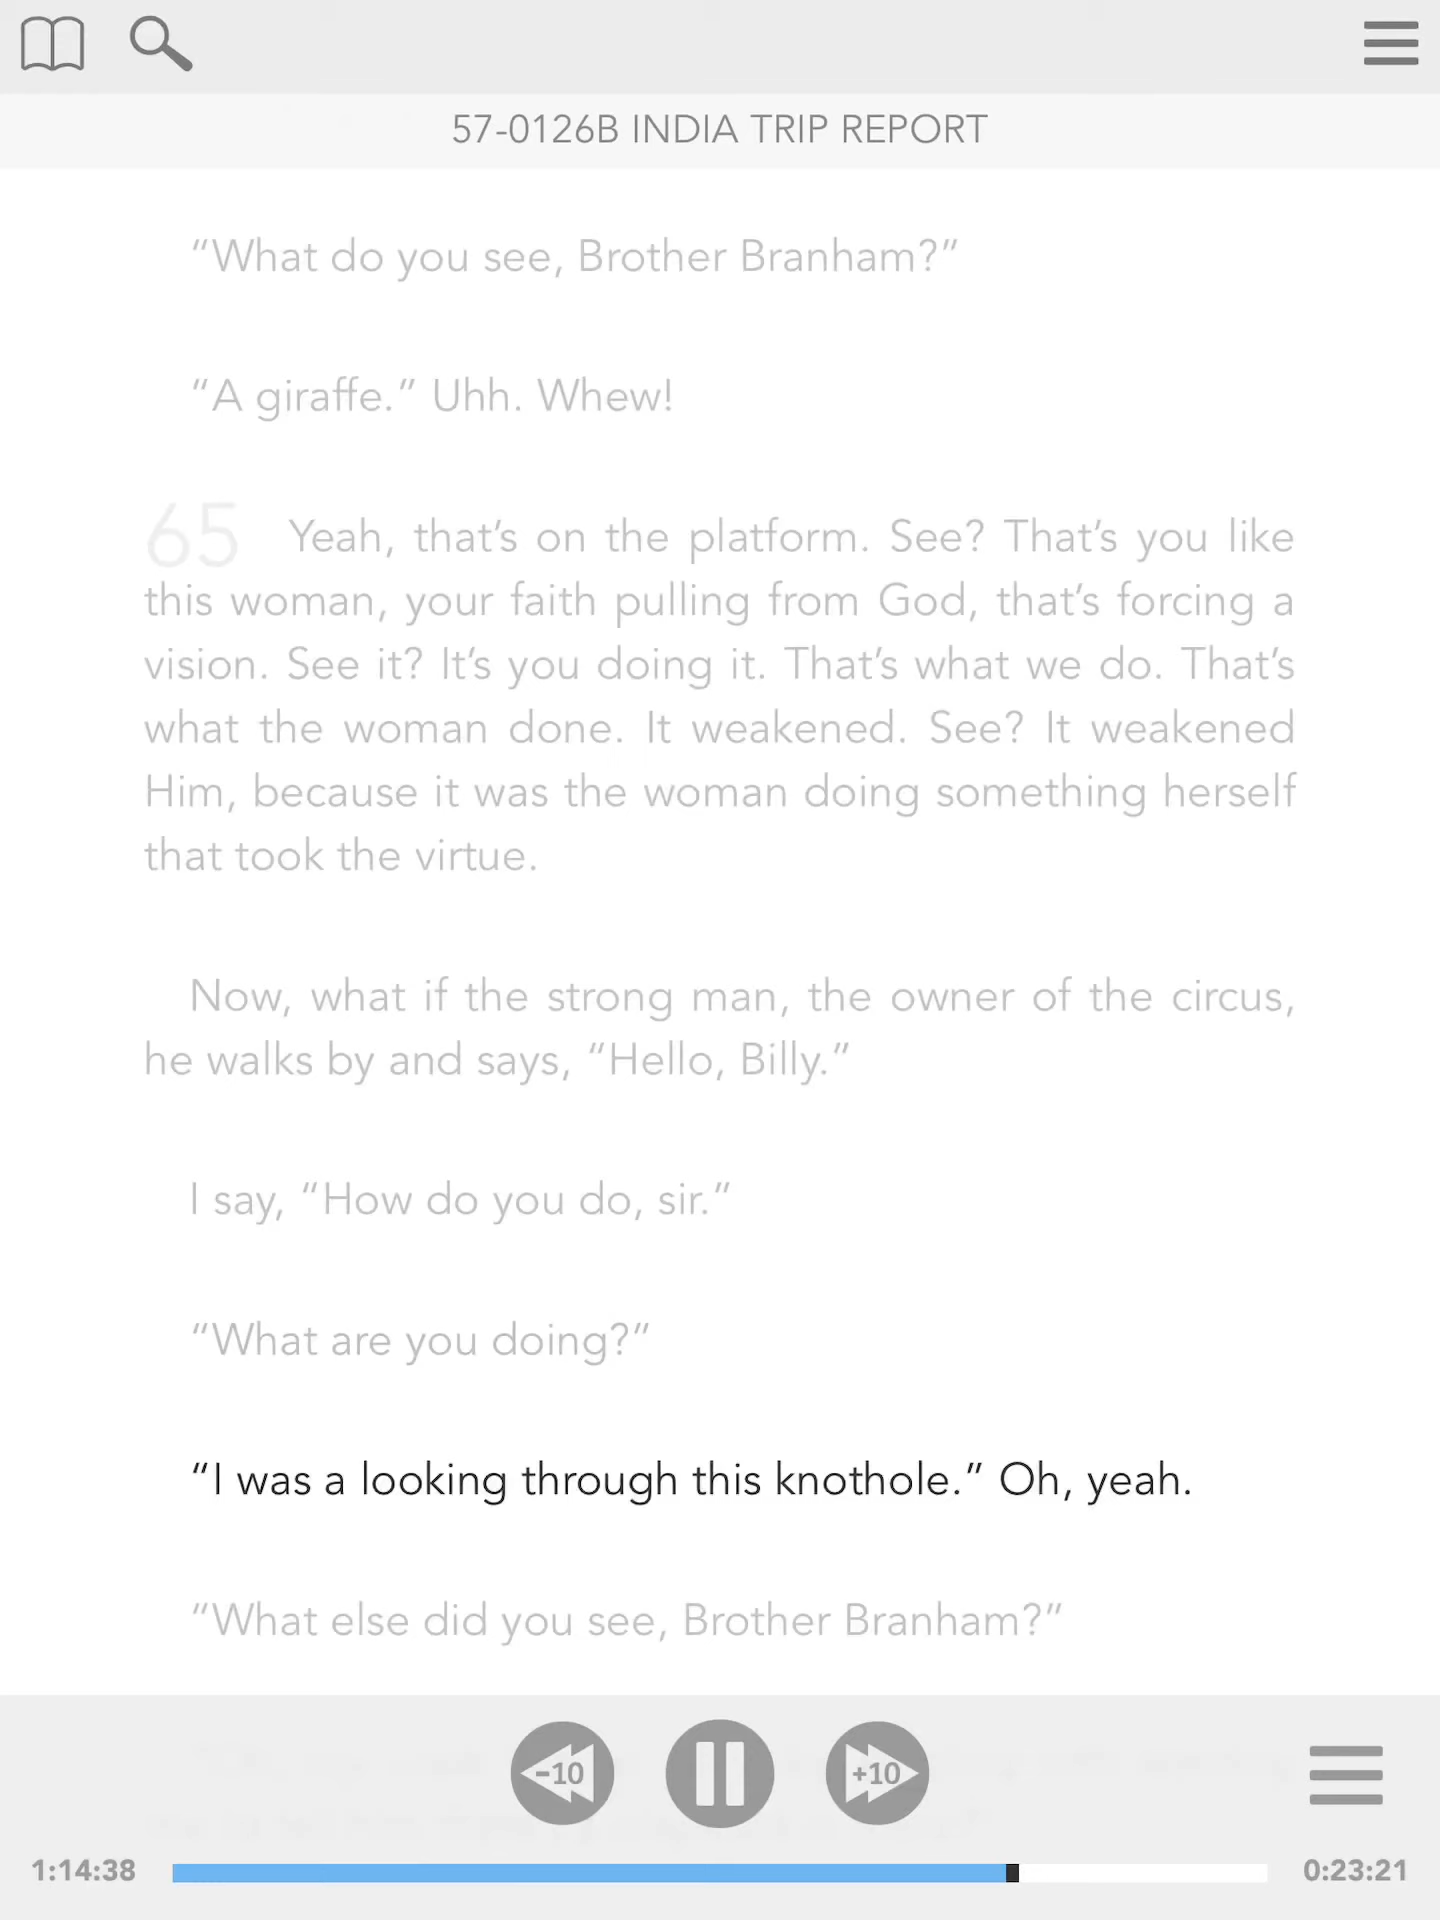 57-0126B INDIA TRIP REPORT
“What do you see, Brother Branham?”
“A giraffe.” Uhh. Whew!
65 Yeah, that’s on the platform. See? That’s you like
this woman, your faith pulling from God, that’s forcing a
vision. See it? It’s you doing it. That’s what we do. That’s
what the woman done. It weakened. See? It weakened
Him, because it was the woman doing something herself
that took the virtue.
Now, what if the strong man, the owner of the circus,
he walks by and says, “Hello, Billy.”
I say, “How do you do, sir.”
“What are you doing?”
“I was a looking through this knothole.” Oh, yeah.
“What else did you see, Brother Branham?”
-10 +10
1:14:38 0:23:21